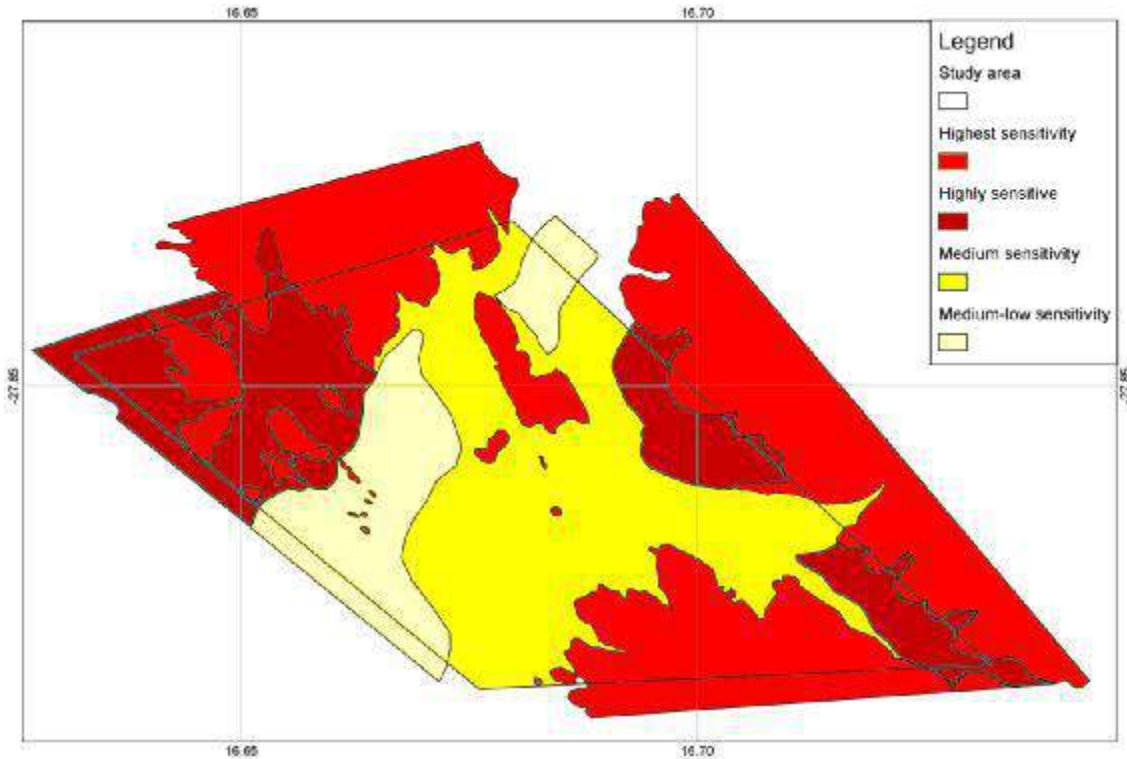 16.65 16.70
Legend
Study area
Highest sensitivity
Highly sensitive
Medium sensitivity
Medium-low sensitivity
-27.85 -27.85
16.65 16.70